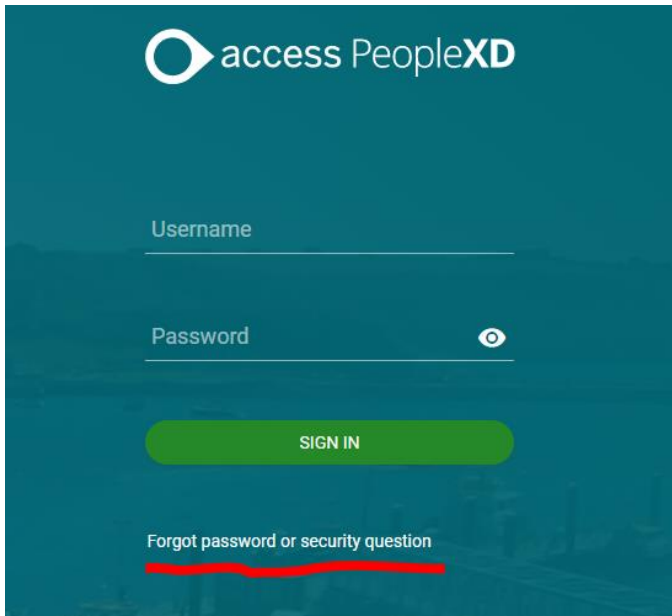 access PeopleXD
Username
Password
SIGN IN
Forgot password or security question